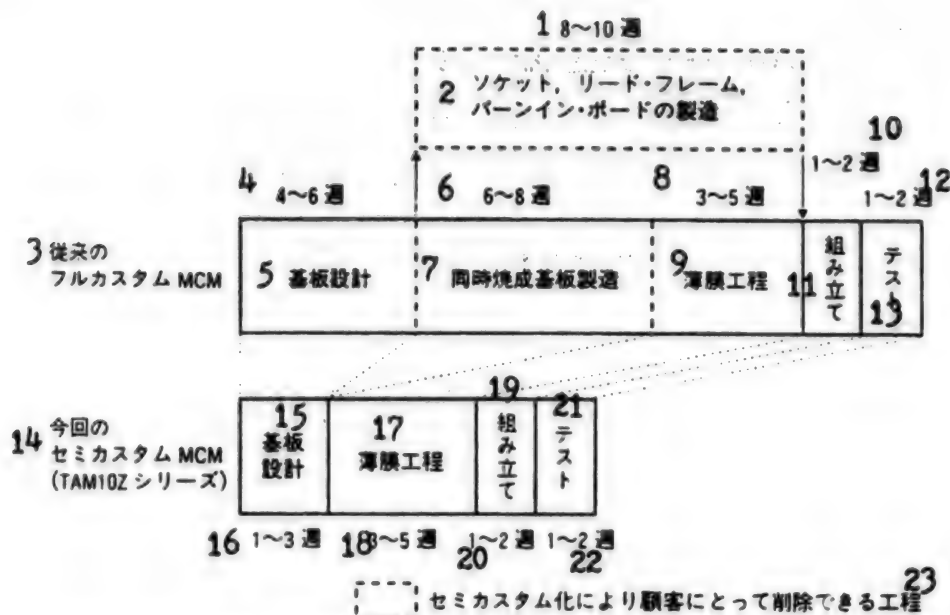 1 8〜10 週
2 ソケット, リード・フレーム,
バーンイン・ボードの製造
10
1〜2 週
12
4 4〜6 週
6 6〜8 週
8 3〜5 週
1〜2 週
3 従来の
フルカスタム MCM
5 基板設計
7 同時焼成基板製造
9 薄膜工程
11 組み立て
テスト
13
14 今回の
セミカスタム MCM
(TAM10Z シリーズ)
15
基板
設計
17
薄膜工程
19
組み立て
21
テスト
16 1〜3 週
18 3〜5 週
20 1〜2 週
1〜2 週
22
23
セミカスタム化により顧客にとって削除できる工程